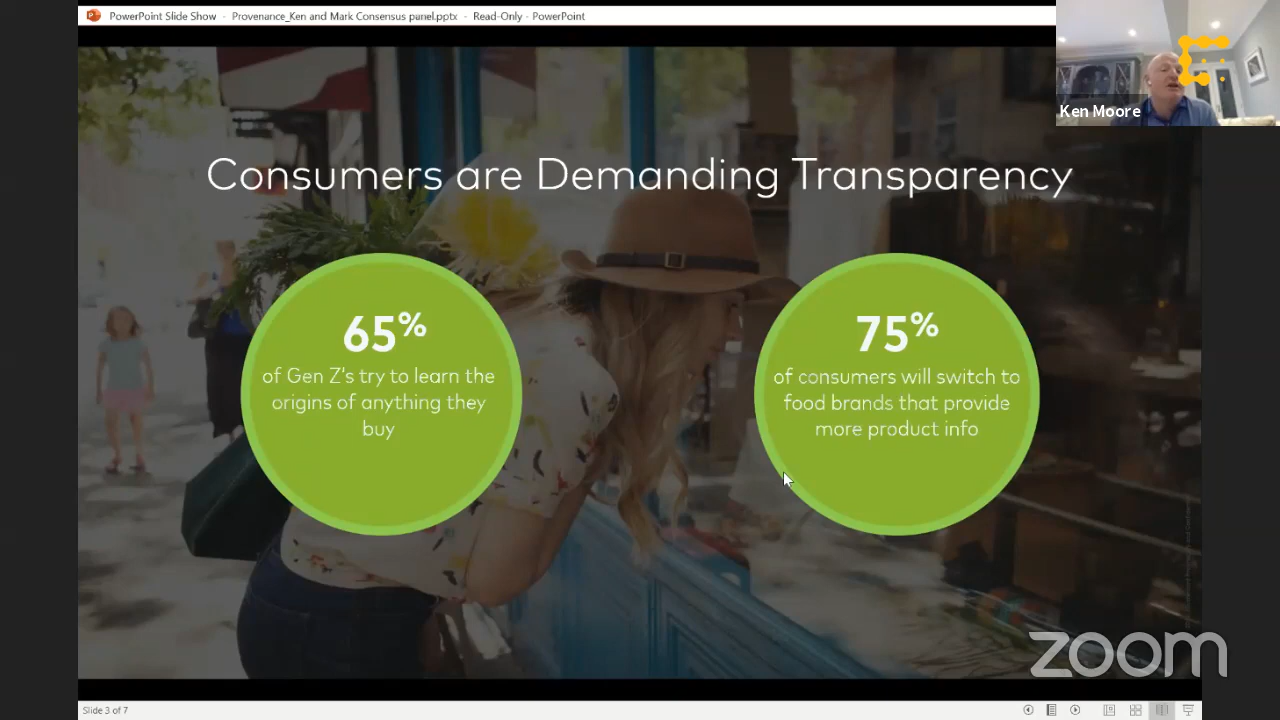 PowerPoint Slide Show - Provenance_Ken and Mark Consensus panel.pptx - Read-Only - PowerPoint
Ken Moore
Consumers are Demanding Transparency
65%
of Gen Z's try to learn the
origins of anything they
buy
75%
of consumers will switch to
food brands that provide
more product info
zoom
Slide 3 of 7